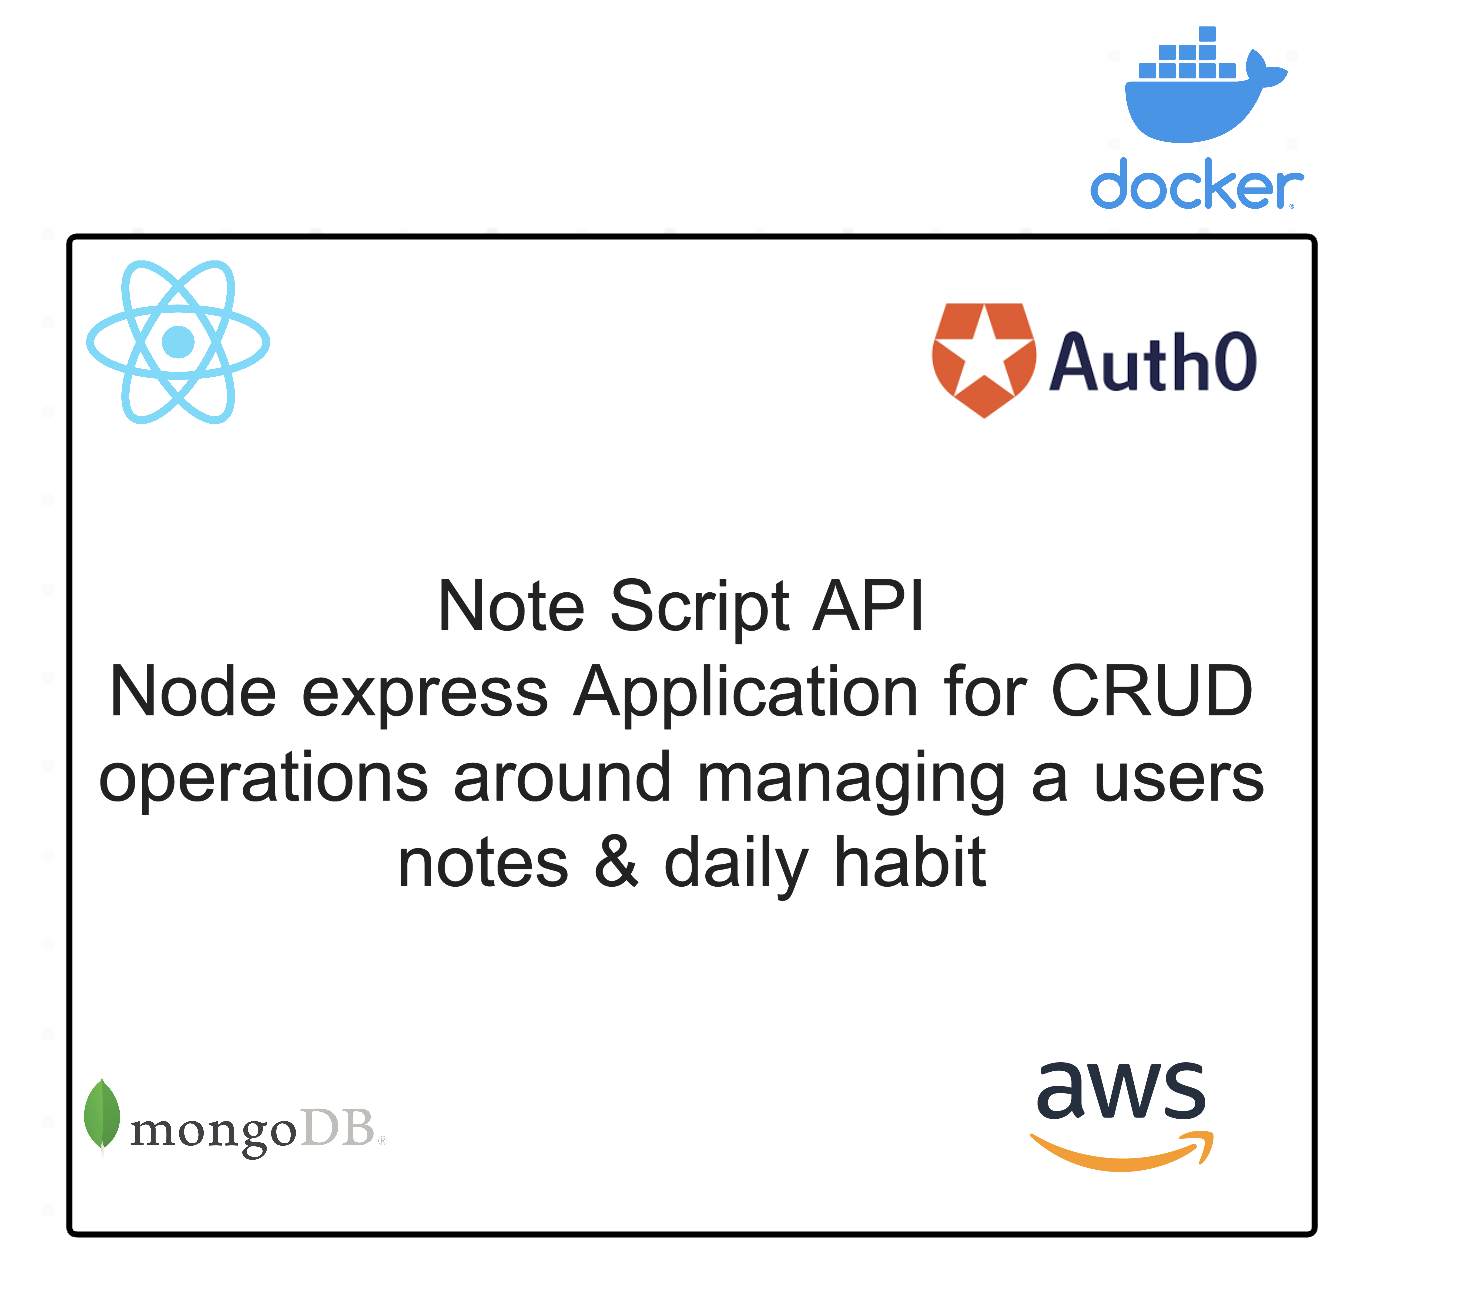 docker
Auth0
Note Script API
Node express Application for CRUD
operations around managing a users
notes & daily habit
mongoDB®
aws